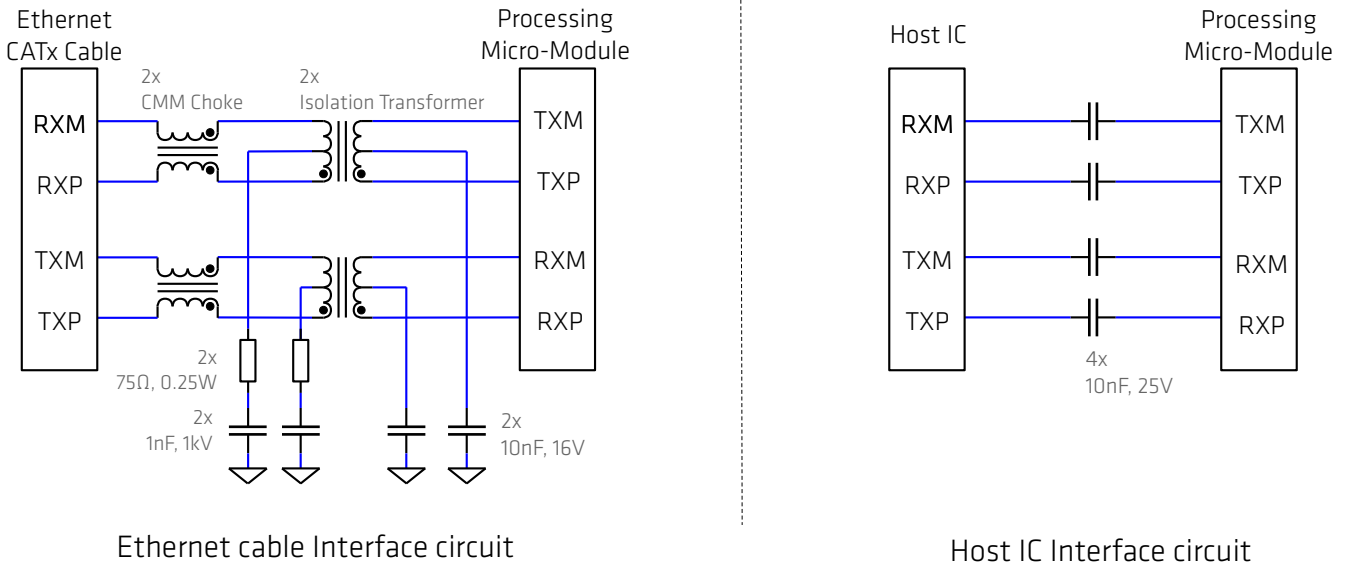 Ethernet
CATx Cable
Processing
Micro-Module
2x
CMM Choke
2x
Isolation Transformer
RXM
RXP
TXM
TXP
TXM
TXP
RXM
RXP
2x
75Ω, 0.25W
2x
1nF, 1kV
2x
10nF, 16V
Ethernet cable Interface circuit
Host IC
Processing
Micro-Module
RXM
RXP
TXM
TXP
TXM
TXP
RXM
RXP
4x
10nF, 25V
Host IC Interface circuit